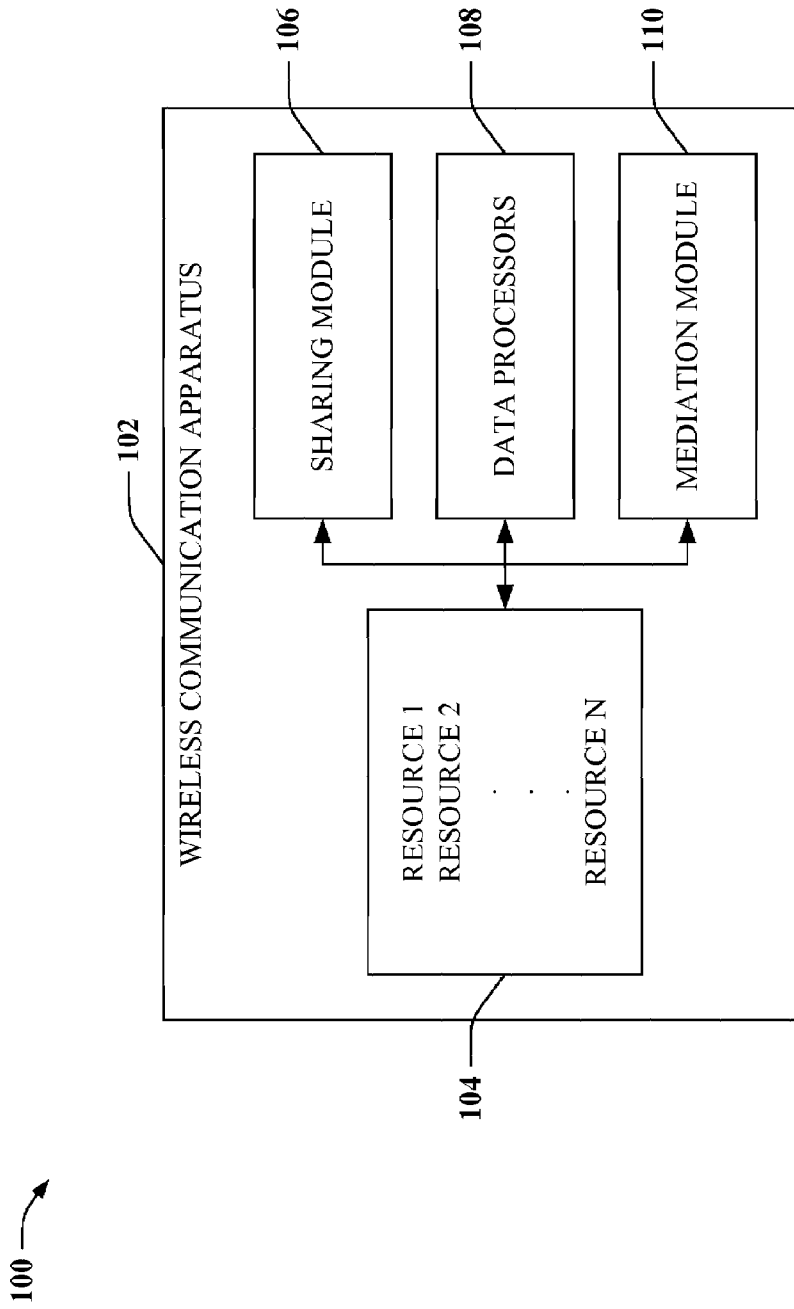 100
102
WIRELESS COMMUNICATION APPARATUS
104
RESOURCE 1
RESOURCE 2
.
.
.
RESOURCE N
SHARING MODULE
106
DATA PROCESSORS
108
MEDIATION MODULE
110